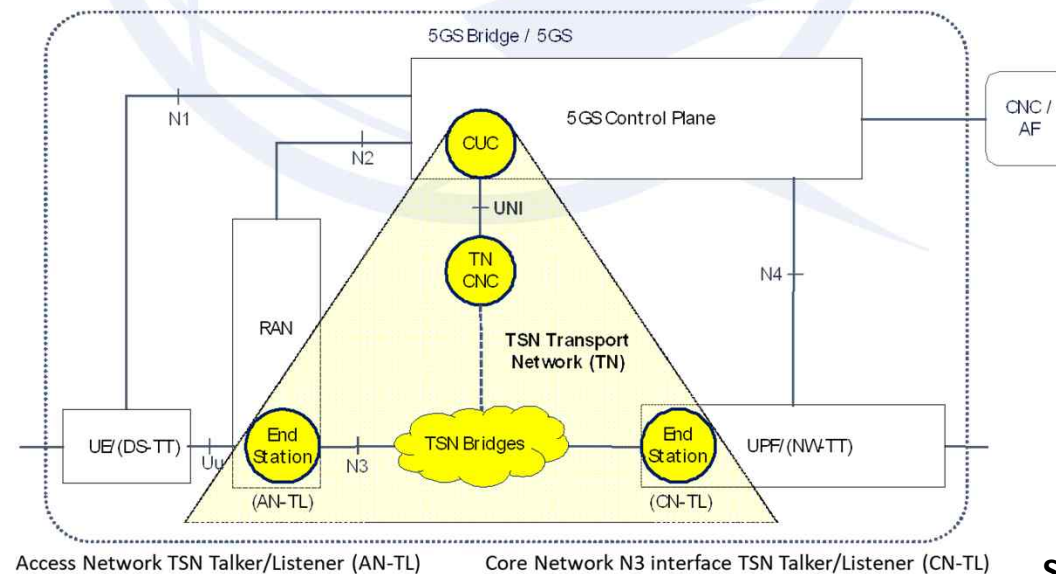 5GS Bridge / 5GS
N1
5GS Control Plane
CNC /
AF
N2
CUC
UNI
TN
CNC
N4
RAN
TSN Transport
Network (TN)
UE/(DS-TT)
Uu
End
Station
N3
TSN Bridges
End
Station
UPF/(NW-TT)
(AN-TL)
(CN-TL)
Access Network TSN Talker/Listener (AN-TL)
Core Network N3 interface TSN Talker/Listener (CN-TL)
S